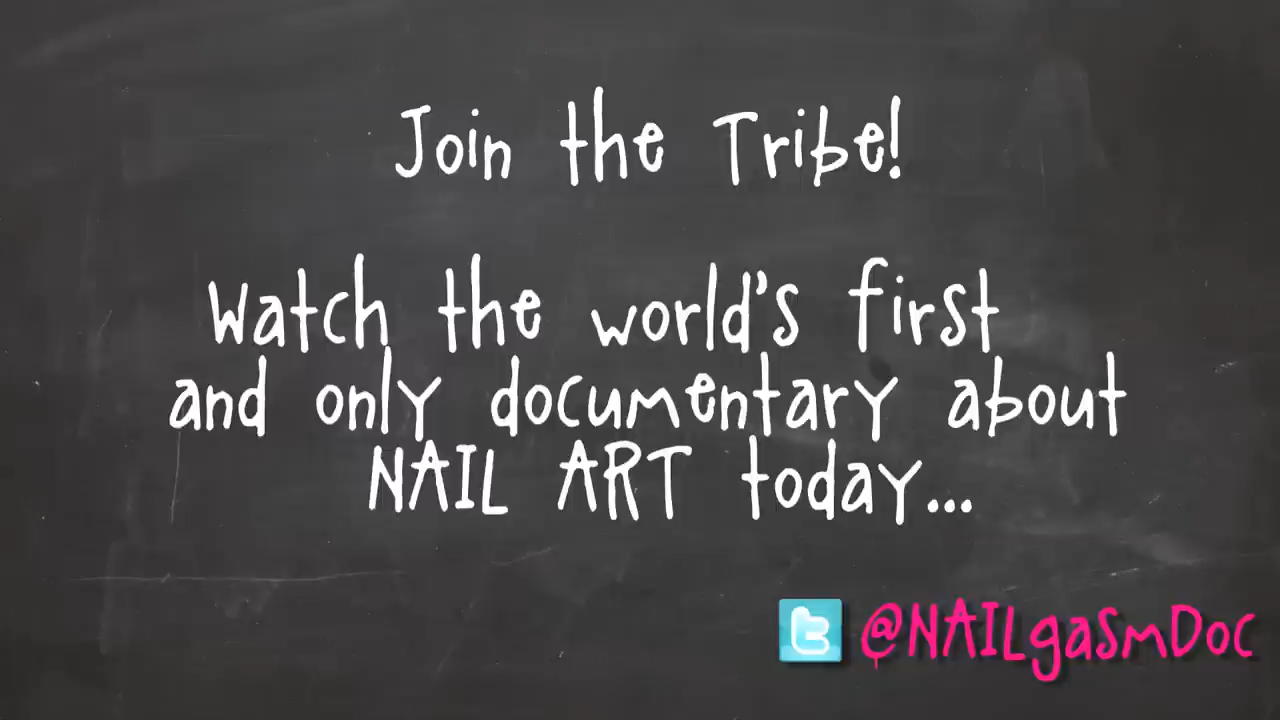 Join the Tribe!
Watch the world's first
and only documentary about
NAIL ART today...
@NAILgasmDoc